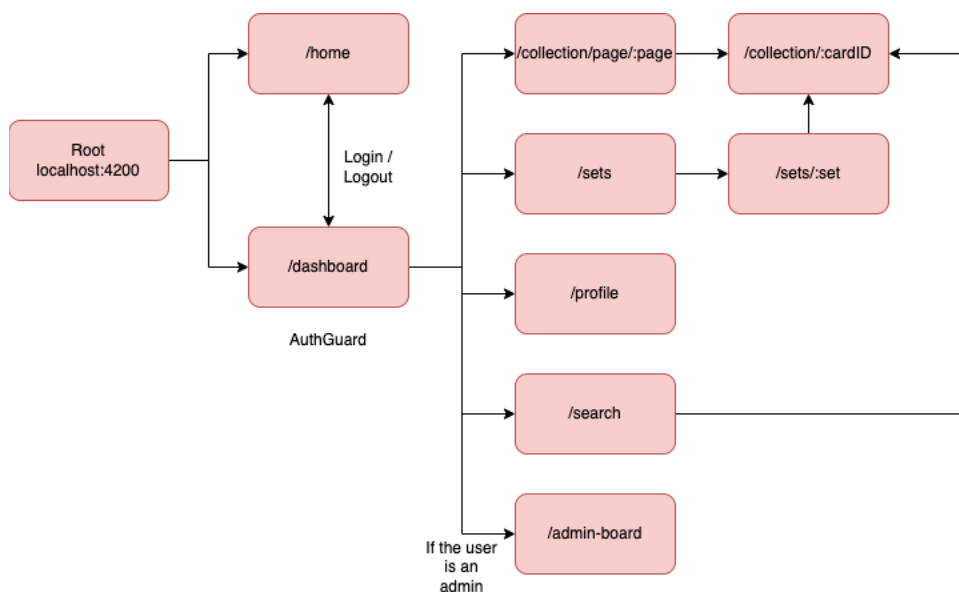 /home
/collection/page/:page
/collection/:cardID
Root
localhost:4200
Login /
Logout
/sets
/sets/:set
/dashboard
/profile
AuthGuard
/search
/admin-board
If the user
is an
admin